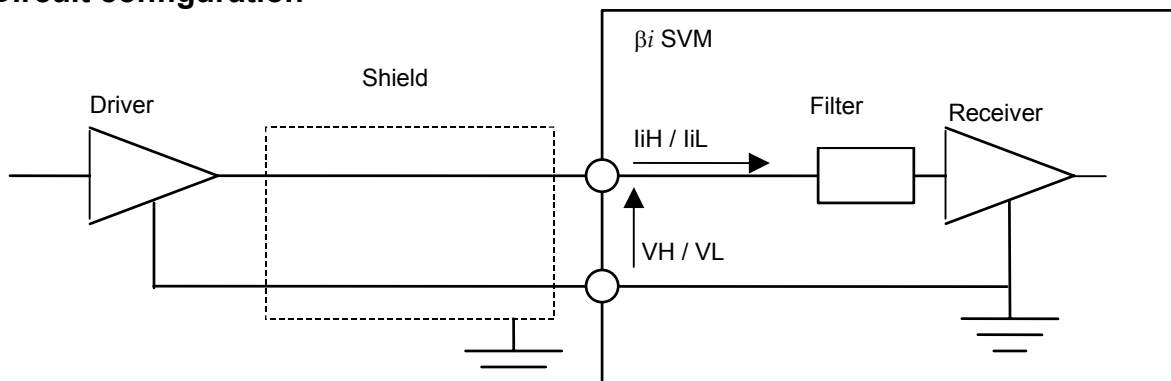 Circuit configuration
βi SVM
Shield
Driver
Filter
Receiver
IiH / IiL
VH / VL